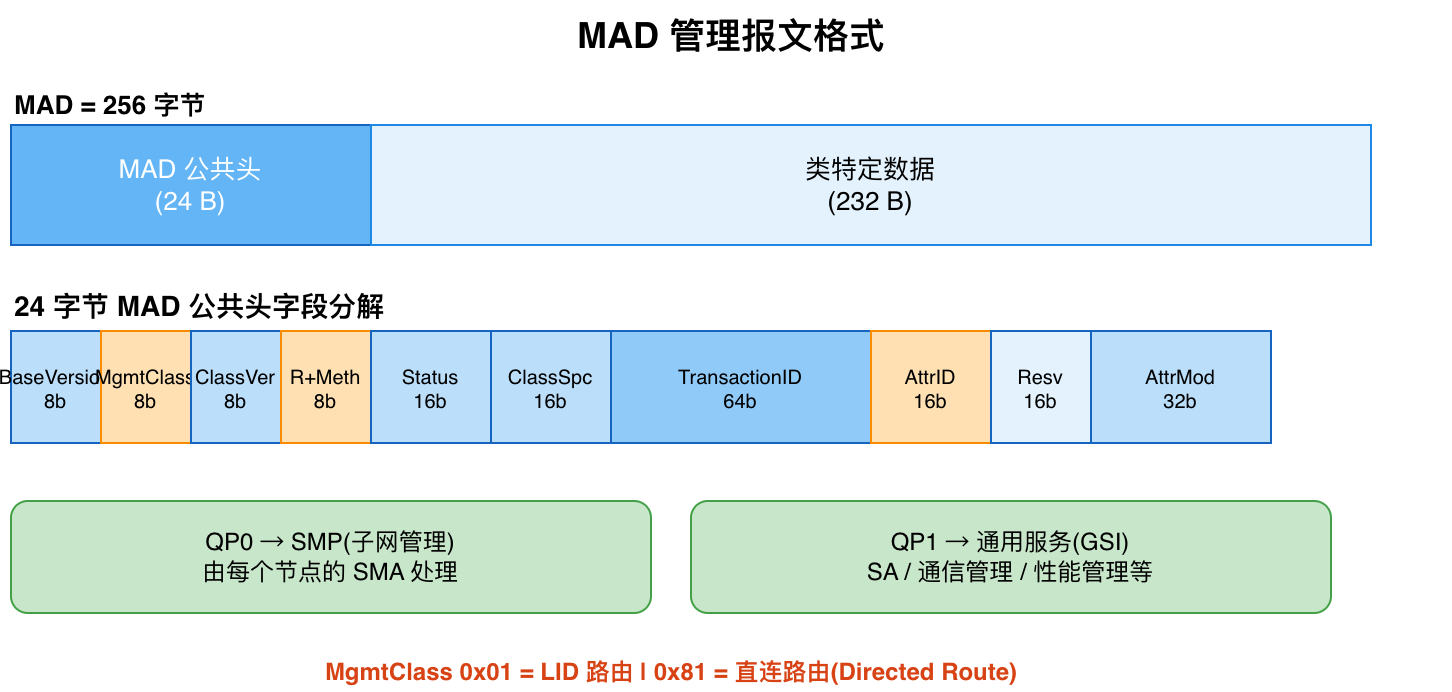 MAD 管理报文格式
MAD = 256 字节
MAD 公共头
(24 B)
类特定数据
(232 B)
24 字节 MAD 公共头字段分解
BaseVersio
8b
MgmtClass
8b
ClassVer
8b
R+Meth
8b
Status
16b
ClassSpc
16b
TransactionID
64b
AttrID
16b
Resv
16b
AttrMod
32b
QP0 → SMP(子网管理)
由每个节点的 SMA 处理
QP1 → 通用服务(GSI)
SA / 通信管理 / 性能管理等
MgmtClass 0x01 = LID 路由 | 0x81 = 直连路由(Directed Route)